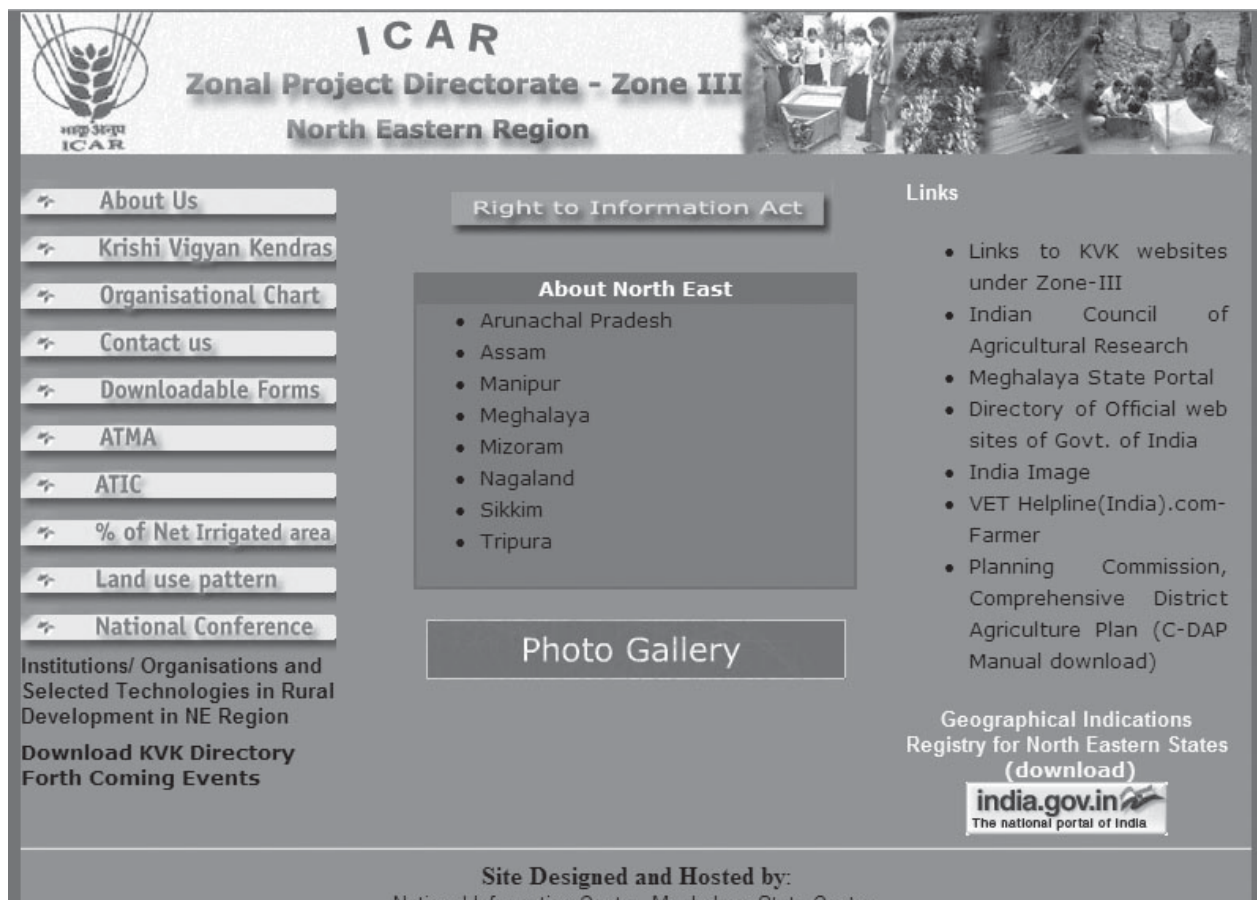 ICAR
Zonal Project Directorate - Zone III
North Eastern Region
भाकृअनुप
ICAR
About Us
Krishi Vigyan Kendras
Organisational Chart
Contact us
Downloadable Forms
ATMA
ATIC
% of Net Irrigated area
Land use pattern
National Conference
Institutions/ Organisations and
Selected Technologies in Rural
Development in NE Region
Download KVK Directory
Forth Coming Events
Right to Information Act
About North East
• Arunachal Pradesh
• Assam
• Manipur
• Meghalaya
• Mizoram
• Nagaland
• Sikkim
• Tripura
Photo Gallery
Links
• Links to KVK websites
under Zone-III
• Indian Council of
Agricultural Research
• Meghalaya State Portal
• Directory of Official web
sites of Govt. of India
• India Image
• VET Helpline(India).com-
Farmer
• Planning Commission,
Comprehensive District
Agriculture Plan (C-DAP
Manual download)
Geographical Indications
Registry for North Eastern States
(download)
india.gov.in
The national portal of India
Site Designed and Hosted by: